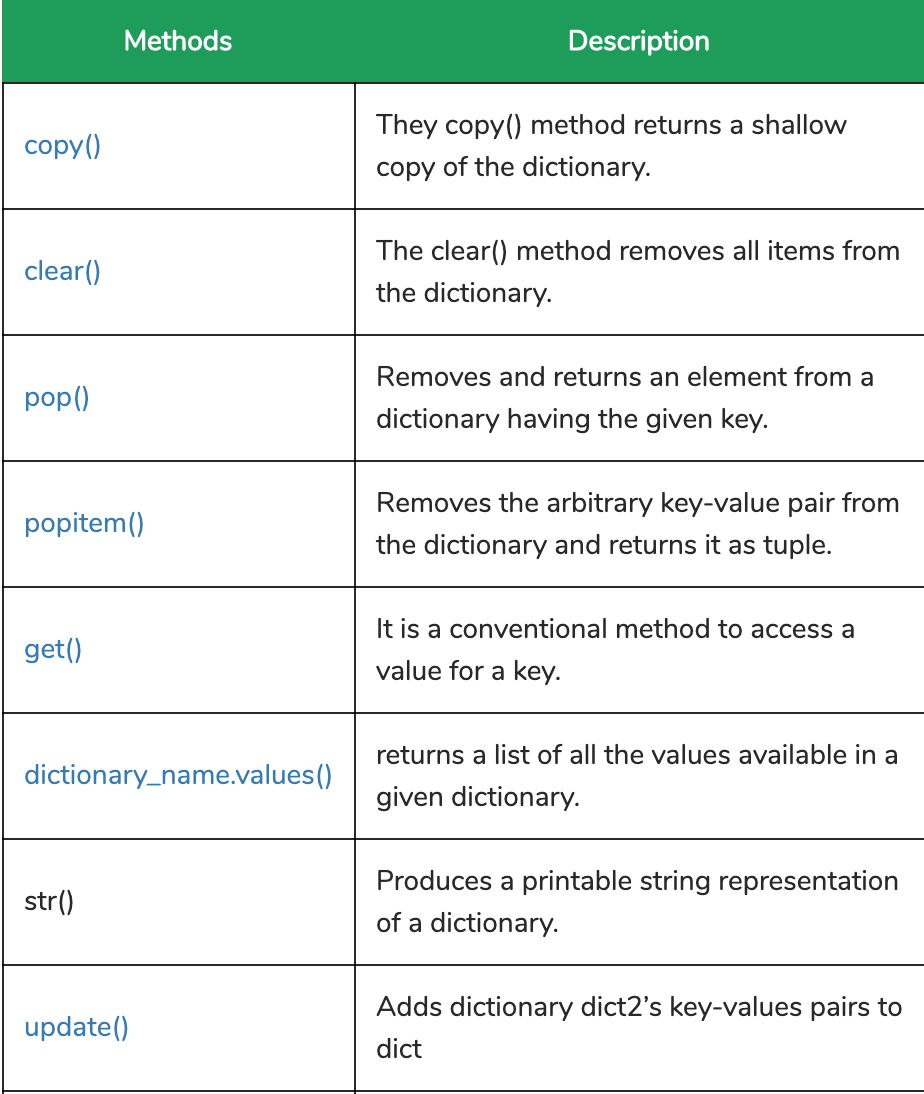 Methods
Description
copy()
They copy() method returns a shallow
copy of the dictionary.
clear()
The clear() method removes all items from
the dictionary.
pop()
Removes and returns an element from a
dictionary having the given key.
popitem()
Removes the arbitrary key-value pair from
the dictionary and returns it as tuple.
get()
It is a conventional method to access a
value for a key.
dictionary_name.values()
returns a list of all the values available in a
given dictionary.
str()
Produces a printable string representation
of a dictionary.
update()
Adds dictionary dict2’s key-values pairs to
dict